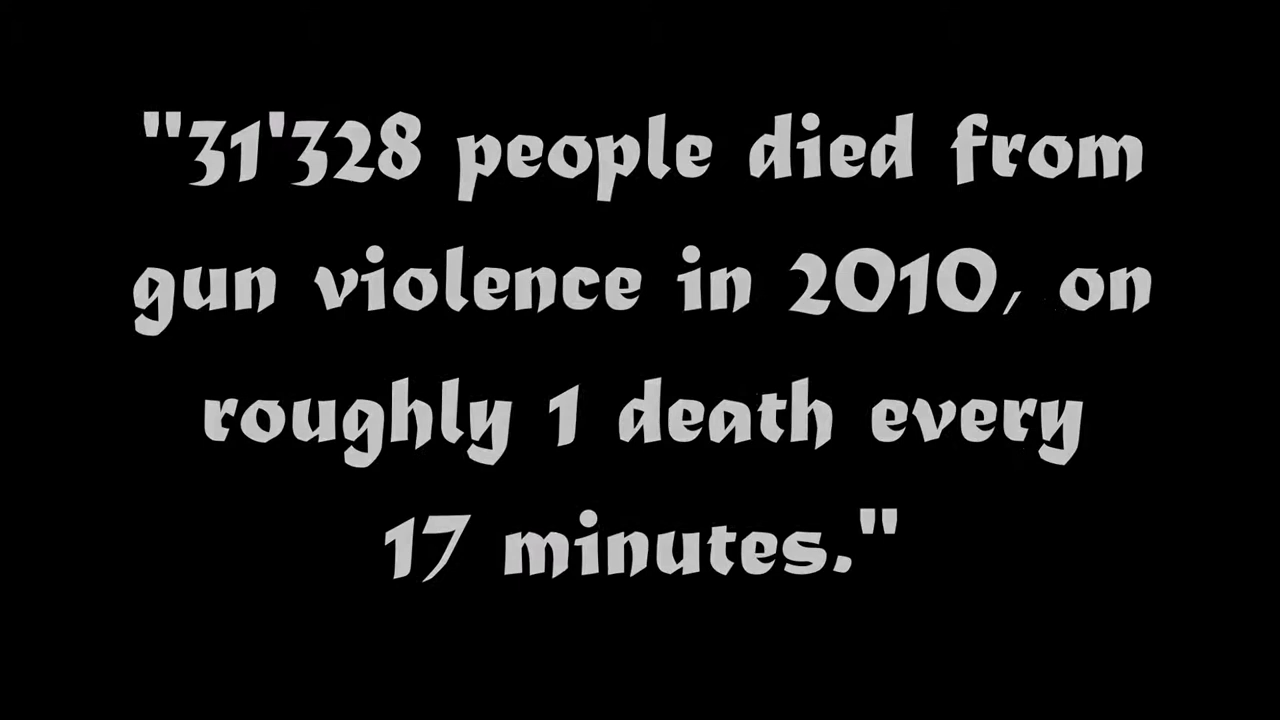 "31'328 people died from
gun violence in 2010, on
roughly 1 death every
17 minutes."